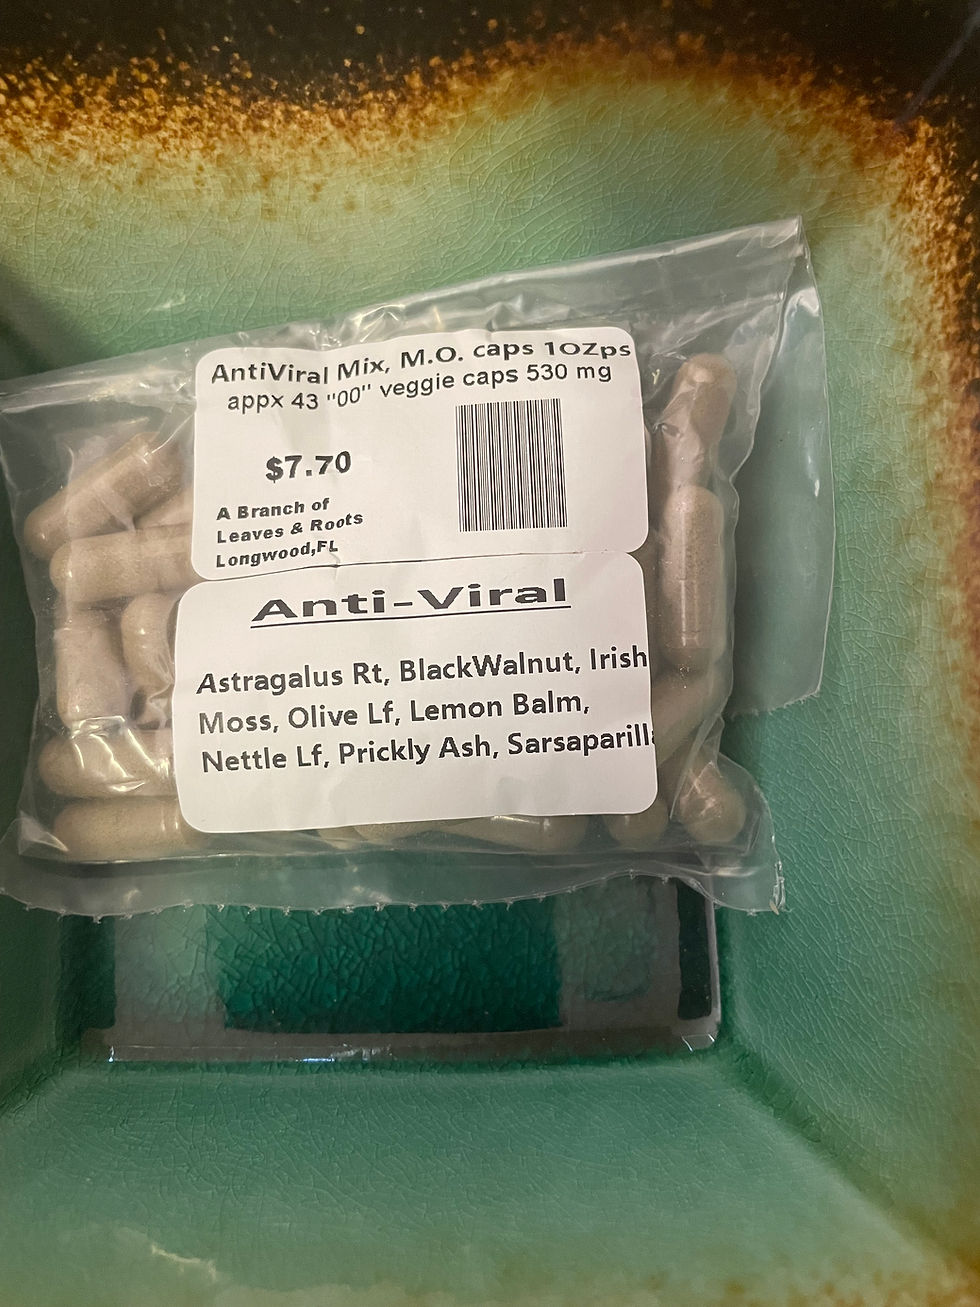 AntiViral Mix, M.O. caps 1OZps
appx 43 "00" veggie caps 530 mg
$7.70
A Branch of
Leaves & Roots
Longwood,FL
Anti-Viral
Astragalus Rt, BlackWalnut, Irish
Moss, Olive Lf, Lemon Balm,
Nettle Lf, Prickly Ash, Sarsaparilla